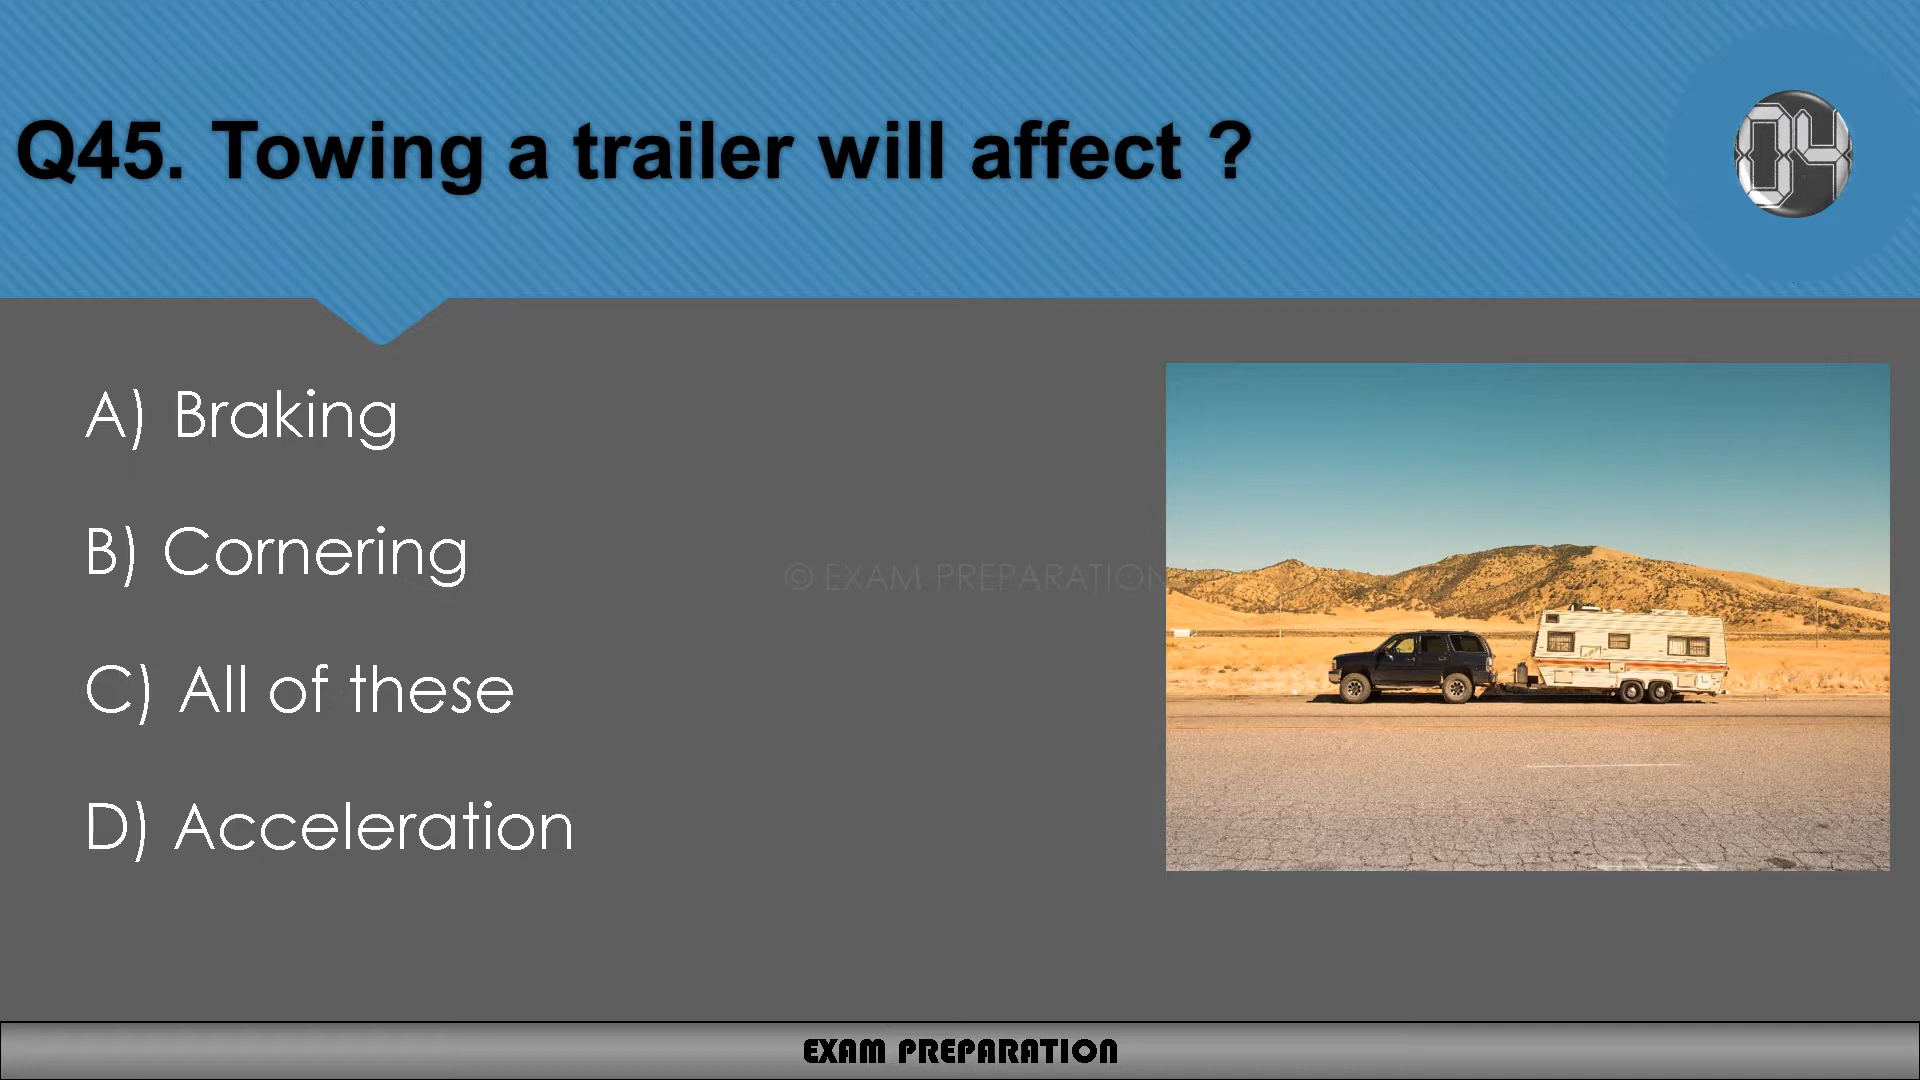 Q45. Towing a trailer will affect ?
04
A) Braking
B) Cornering
C) All of these
D) Acceleration
© EXAM PREPARATION
EXAM PREPARATION